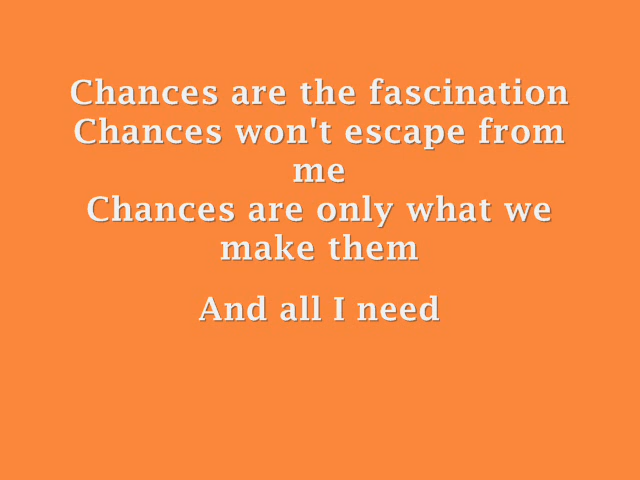 Chances are the fascination
Chances won't escape from
me
Chances are only what we
make them
And all I need